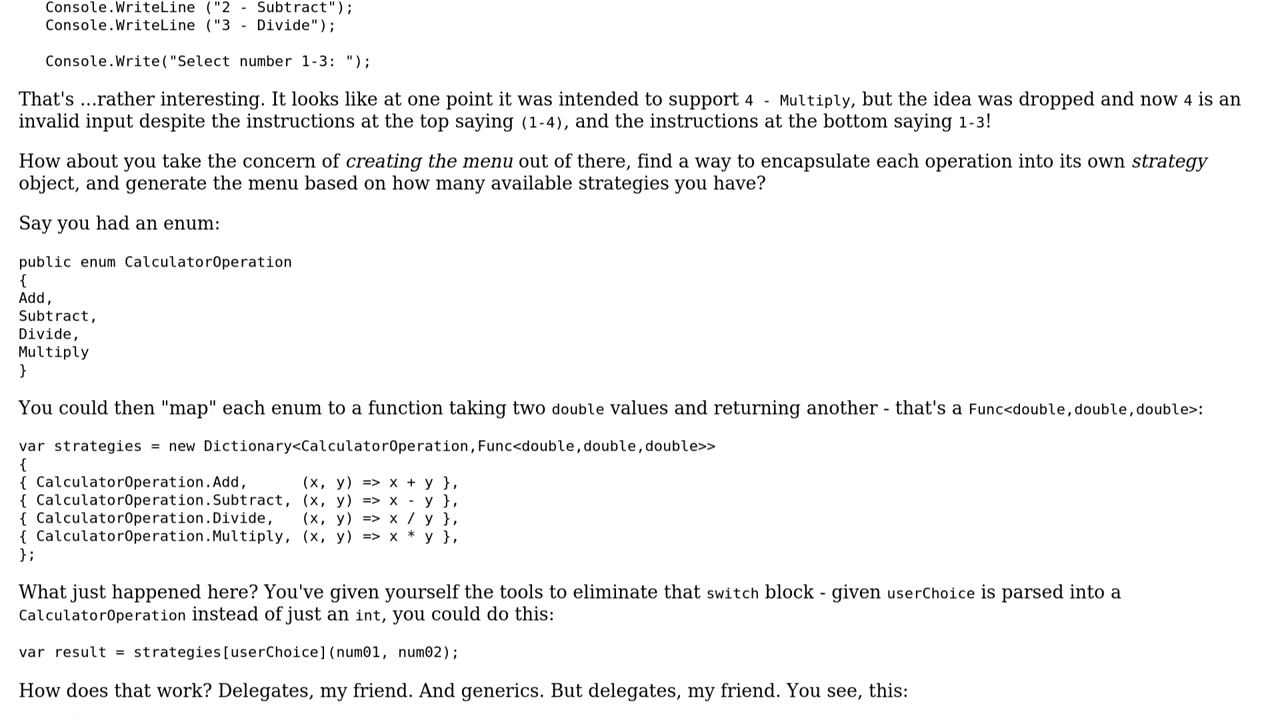 Console.WriteLine ("2 - Subtract");
Console.WriteLine ("3 - Divide");
Console.Write("Select number 1-3: ");
That's ...rather interesting. It looks like at one point it was intended to support 4 - Multiply, but the idea was dropped and now 4 is an
invalid input despite the instructions at the top saying (1-4), and the instructions at the bottom saying 1-3!
How about you take the concern of creating the menu out of there, find a way to encapsulate each operation into its own strategy
object, and generate the menu based on how many available strategies you have?
Say you had an enum:
public enum CalculatorOperation
{
Add,
Subtract,
Divide,
Multiply
}
You could then "map" each enum to a function taking two double values and returning another - that's a Func<double,double,double>:
var strategies = new Dictionary<CalculatorOperation,Func<double,double,double>>
{
{ CalculatorOperation.Add,      (x, y) => x + y },
{ CalculatorOperation.Subtract, (x, y) => x - y },
{ CalculatorOperation.Divide,   (x, y) => x / y },
{ CalculatorOperation.Multiply, (x, y) => x * y },
};
What just happened here? You've given yourself the tools to eliminate that switch block - given userChoice is parsed into a
CalculatorOperation instead of just an int, you could do this:
var result = strategies[userChoice](num01, num02);
How does that work? Delegates, my friend. And generics. But delegates, my friend. You see, this: